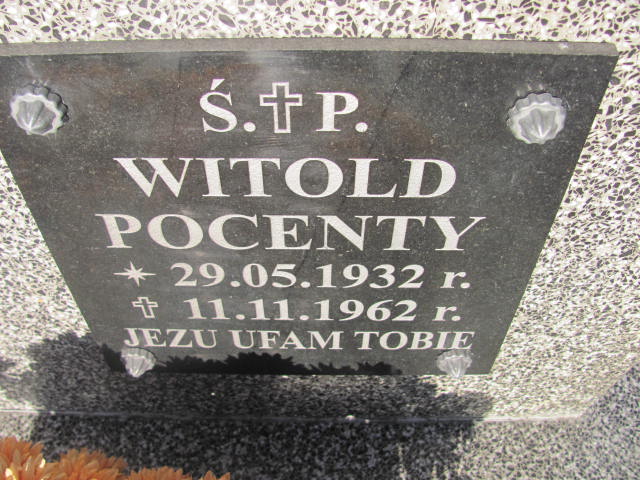 Ś.✝P.
WITOLD
POCENTY
* 29.05.1932 r.
✝ 11.11.1962 r.
JEZU UFAM TOBIE